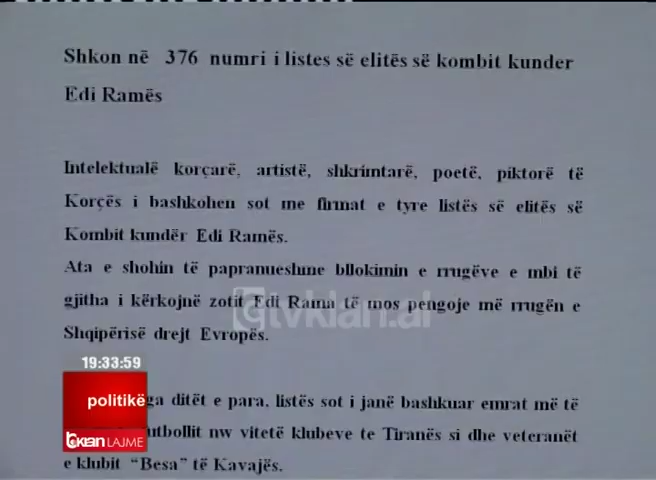 Shkon në 376 numri i listes së elitës së kombit kunder
Edi Ramës
Intelektualë korçarë, artistë, shkrimtarë, poetë, piktorë të
Korçës i bashkohen sot me firmat e tyre listës së elitës së
Kombit kundër Edi Ramës.
Ata e shohin të papranueshme bllokimin e rrugëve e mbi të
gjitha i kërkojnë zotit Edi Rama të mos pengoje më rrugën e
tvklan.al
Shqipërisë drejt Evropës.
19:33:59
politikë
ditët e para, listës sot i janë bashkuar emrat më të
klan LAJME
nw vitetë klubeve te Tiranës si dhe veteranët
e klubit “Besa” të Kavajës.